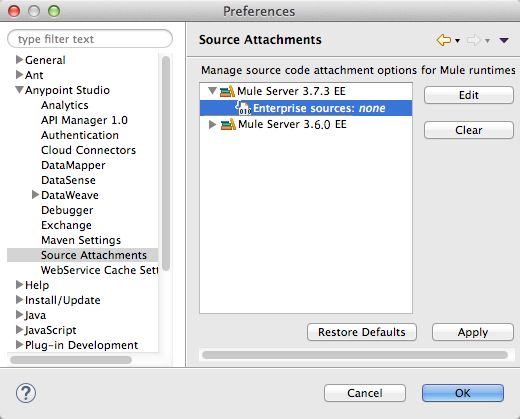 Preferences
type filter text
General
Ant
Anypoint Studio
Analytics
API Manager 1.0
Authentication
Cloud Connectors
DataMapper
DataSense
DataWeave
Debugger
Exchange
Maven Settings
Source Attachments
WebService Cache Sett
Help
Install/Update
Java
JavaScript
Plug-in Development
Source Attachments
Manage source code attachment options for Mule runtimes
Mule Server 3.7.3 EE
010
Enterprise sources: none
Mule Server 3.6.0 EE
Edit
Clear
Restore Defaults
Apply
?
Cancel
OK